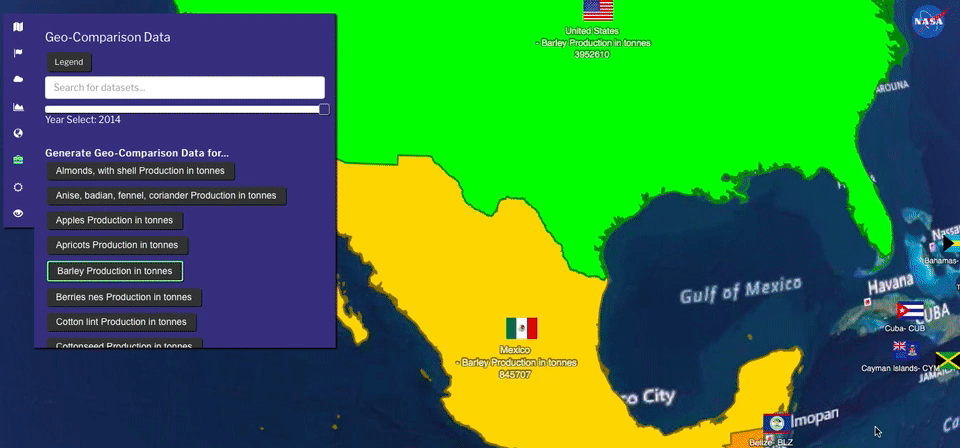 Geo-Comparison Data
Legend
Search for datasets...
Year Select: 2014
Generate Geo-Comparison Data for...
Almonds, with shell Production in tonnes
Anise, badian, fennel, coriander Production in tonnes
Apples Production in tonnes
Apricots Production in tonnes
Barley Production in tonnes
Berries nes Production in tonnes
Cotton lint Production in tonnes
Cottonseed Production in tonnes
United States
- Barley Production in tonnes
3952610
NASA
AROLINA
Gulf of Mexico
Nassau
Bahamas-
Havana
CUBA
Cuba- CUB
Cayman Islands- CYM
JAMAICA
Mexico
- Barley Production in tonnes
845707
co City
lmopan
Belize- BLZ